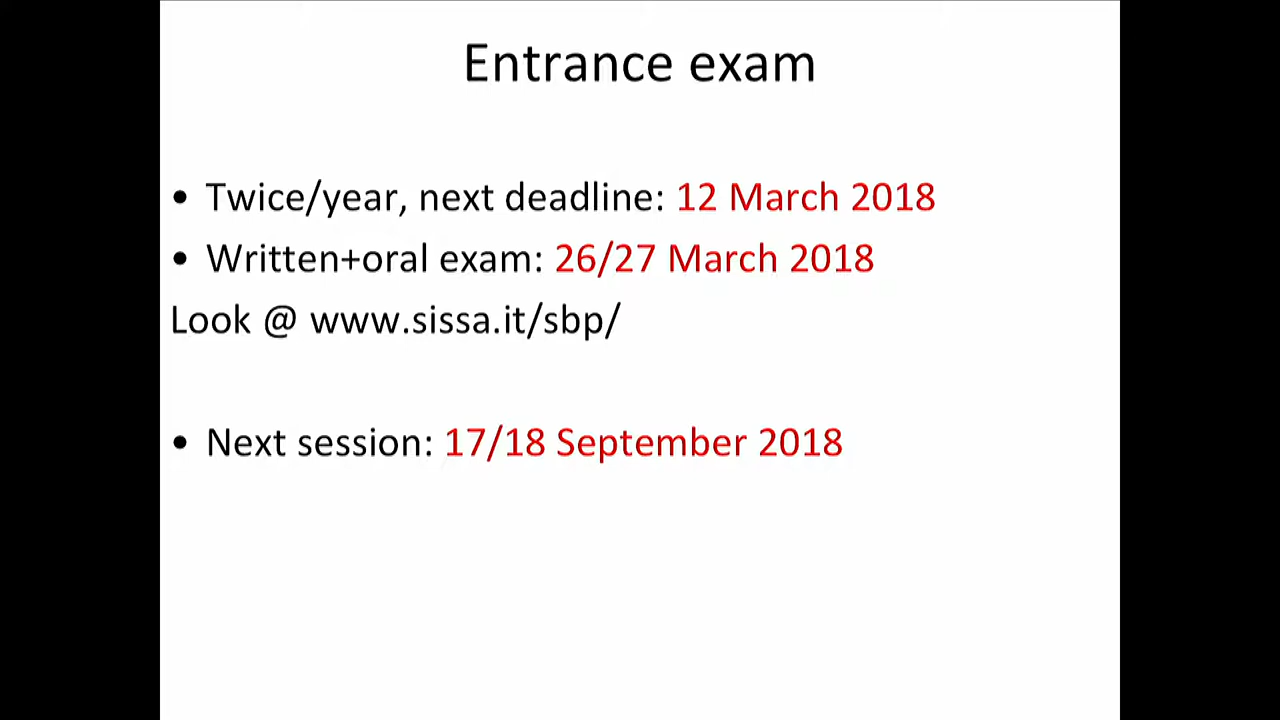 Entrance exam
• Twice/year, next deadline: 12 March 2018
• Written+oral exam: 26/27 March 2018
Look @ www.sissa.it/sbp/
• Next session: 17/18 September 2018